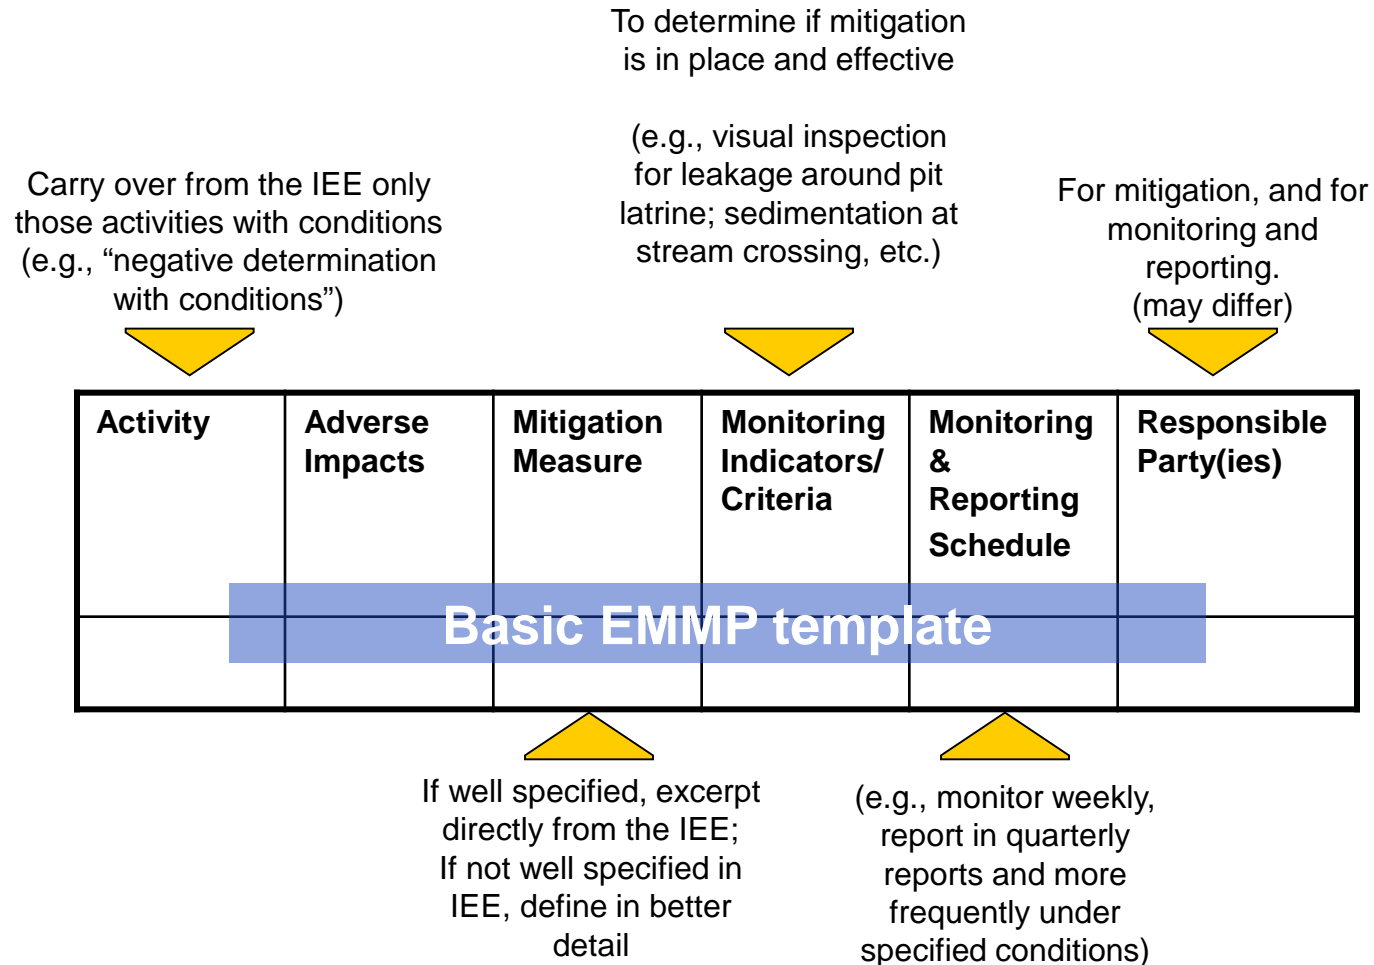 To determine if mitigation
is in place and effective
(e.g., visual inspection
for leakage around pit
latrine; sedimentation at
stream crossing, etc.)
Carry over from the IEE only
those activities with conditions
(e.g., “negative determination
with conditions”)
For mitigation, and for
monitoring and
reporting.
(may differ)
Activity
Adverse
Impacts
Mitigation
Measure
Monitoring
Indicators/
Criteria
Monitoring
&
Reporting
Schedule
Responsible
Party(ies)
Basic EMMP template
If well specified, excerpt
directly from the IEE;
If not well specified in
IEE, define in better
detail
(e.g., monitor weekly,
report in quarterly
reports and more
frequently under
specified conditions)